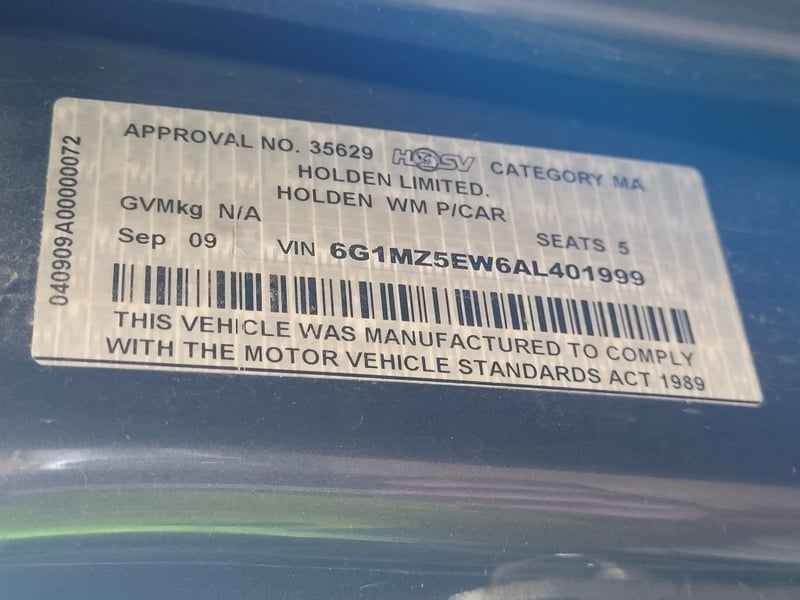 APPROVAL NO. 35629 HOSV CATEGORY MA
HOLDEN LIMITED.
HOLDEN WM P/CAR
GVMkg N/A
SEATS 5
Sep 09 VIN 6G1MZ5EW6AL401999
THIS VEHICLE WAS MANUFACTURED TO COMPLY
WITH THE MOTOR VEHICLE STANDARDS ACT 1989
040909A00000072